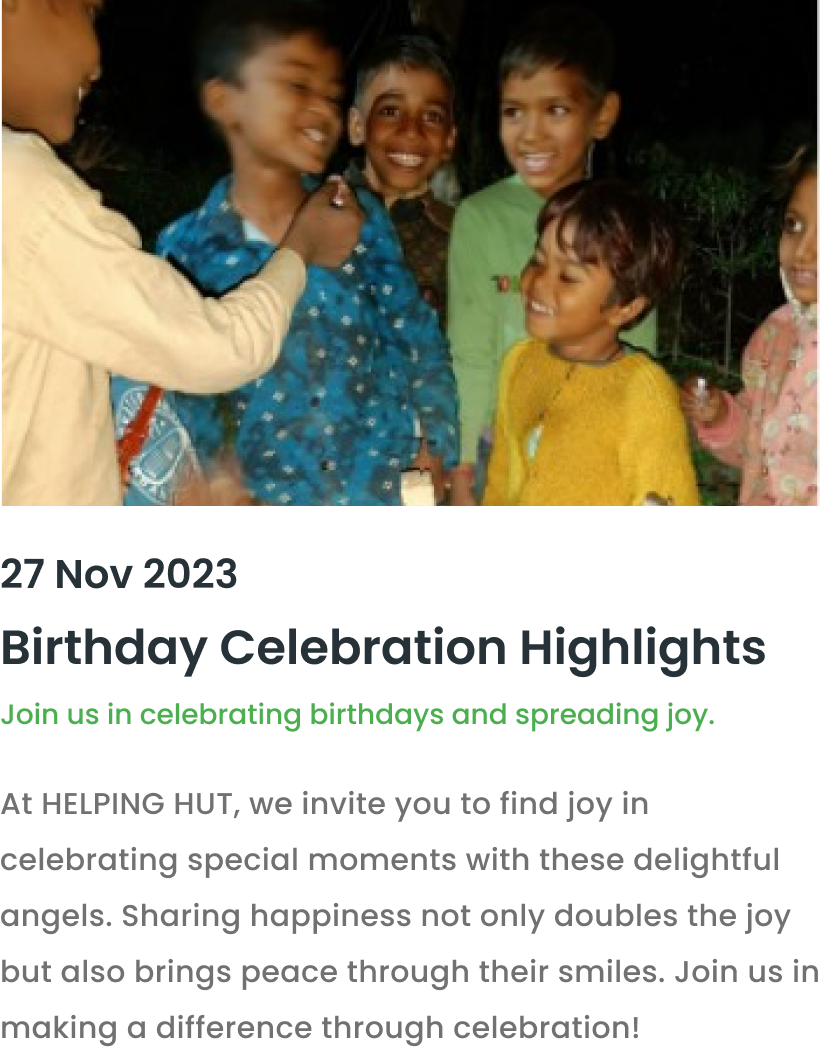 27 Nov 2023
Birthday Celebration Highlights
Join us in celebrating birthdays and spreading joy.
At HELPING HUT, we invite you to find joy in
celebrating special moments with these delightful
angels. Sharing happiness not only doubles the joy
but also brings peace through their smiles. Join us in
making a difference through celebration!